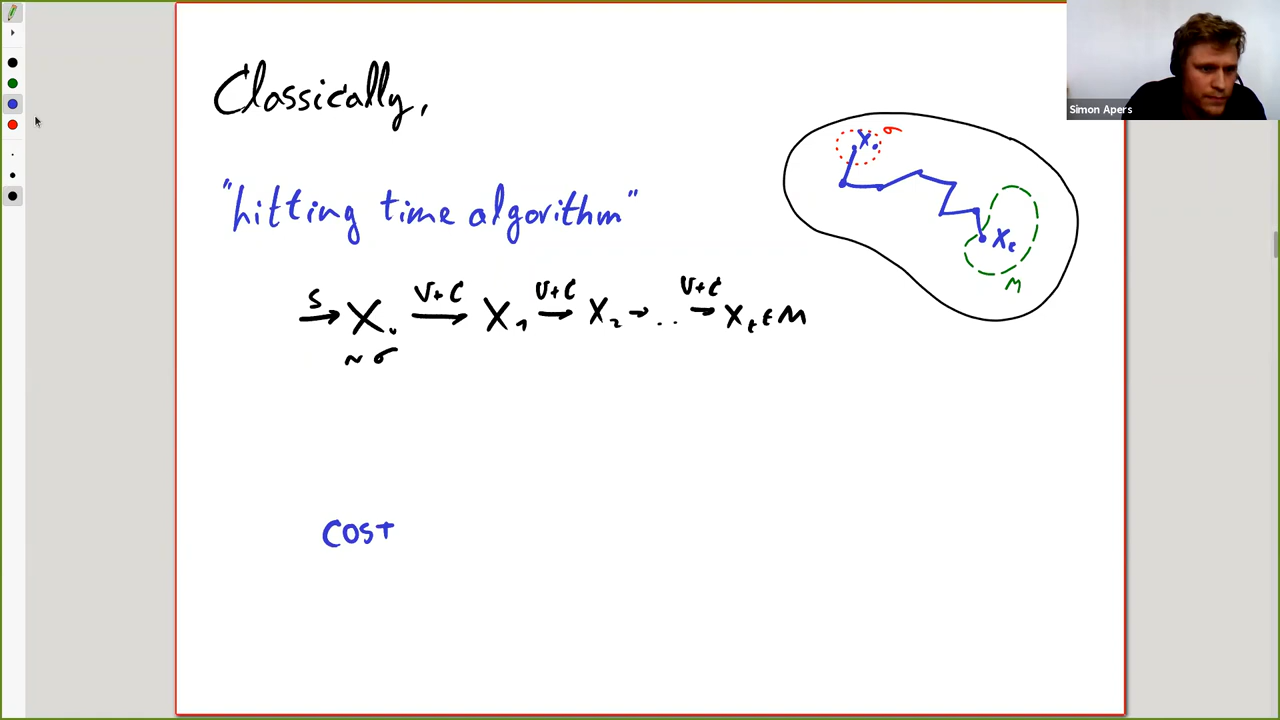 Simon Apers
Classically,
X₀ σ
"hitting time algorithm"
Xₜ
M
S U+C U+C U+C
→ X₀ → X₁ → X₂ → .. → Xₜ ∈ M
~ σ
cost